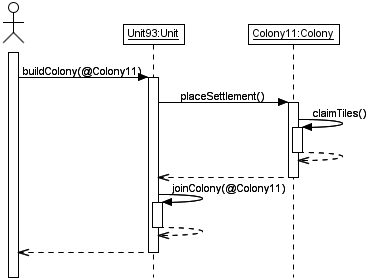 Unit93:Unit
Colony11:Colony
buildColony(@Colony11)
placeSettlement()
claimTiles()
joinColony(@Colony11)